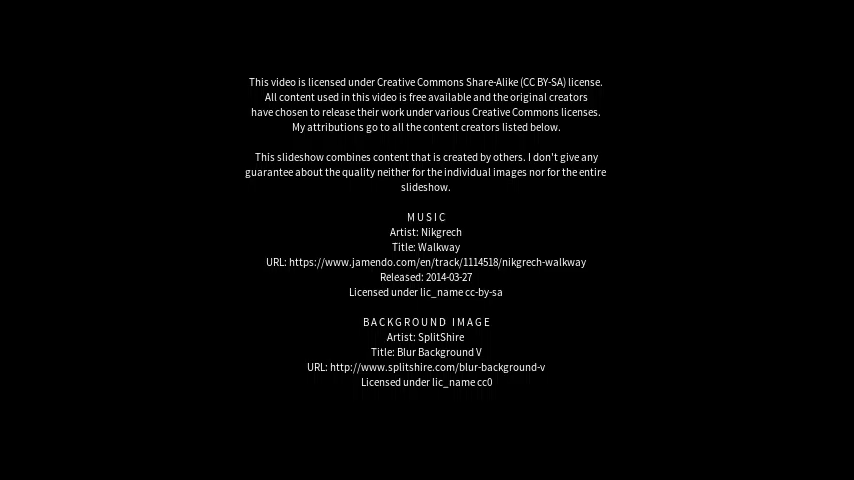 This video is licensed under Creative Commons Share-Alike (CC BY-SA) license.
All content used in this video is free available and the original creators
have chosen to release their work under various Creative Commons licenses.
My attributions go to all the content creators listed below.
This slideshow combines content that is created by others. I don't give any
guarantee about the quality neither for the individual images nor for the entire
slideshow.
MUSIC
Artist: Nikgrech
Title: Walkway
URL: https://www.jamendo.com/en/track/1114518/nikgrech-walkway
Released: 2014-03-27
Licensed under lic_name cc-by-sa
BACKGROUND IMAGE
Artist: SplitShire
Title: Blur Background V
URL: http://www.splitshire.com/blur-background-v
Licensed under lic_name cc0